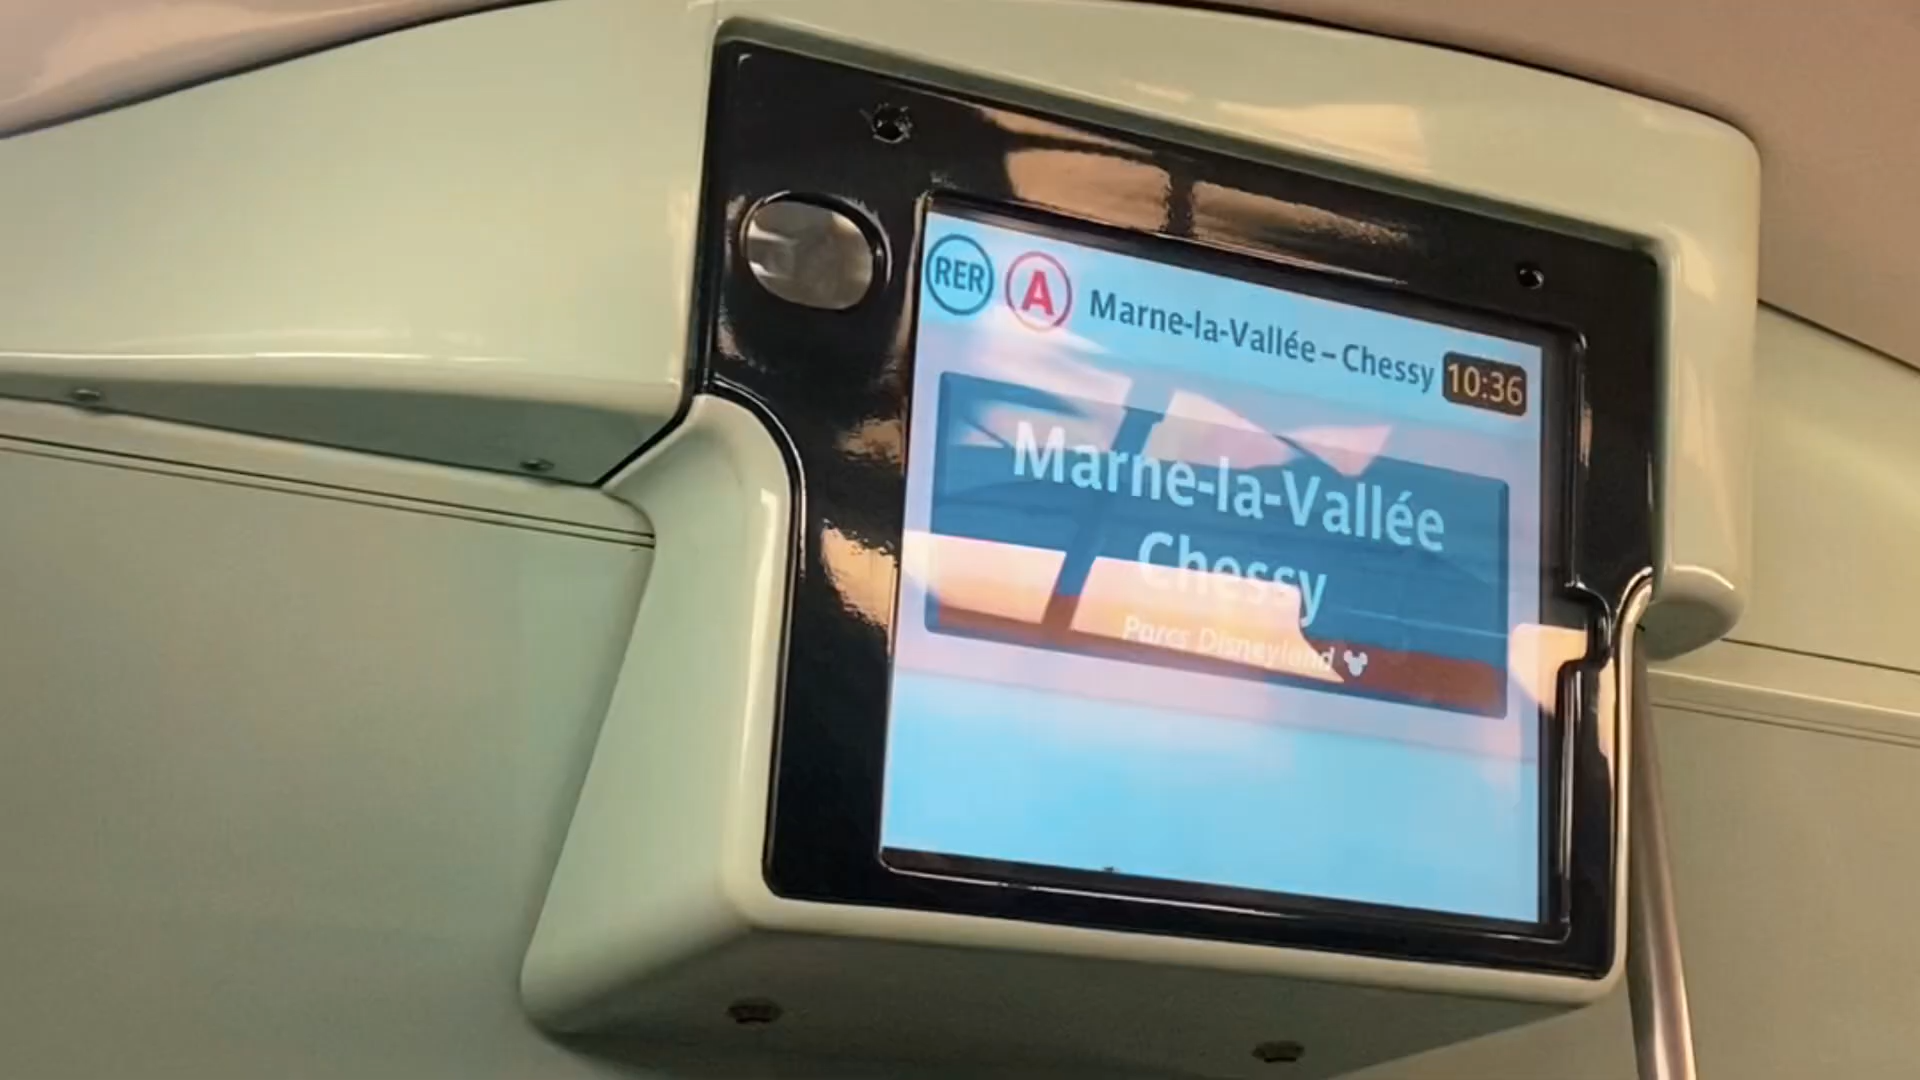 RER A Marne-la-Vallée – Chessy 10:36
Marne-la-Vallée
Chessy
Parcs Disneyland